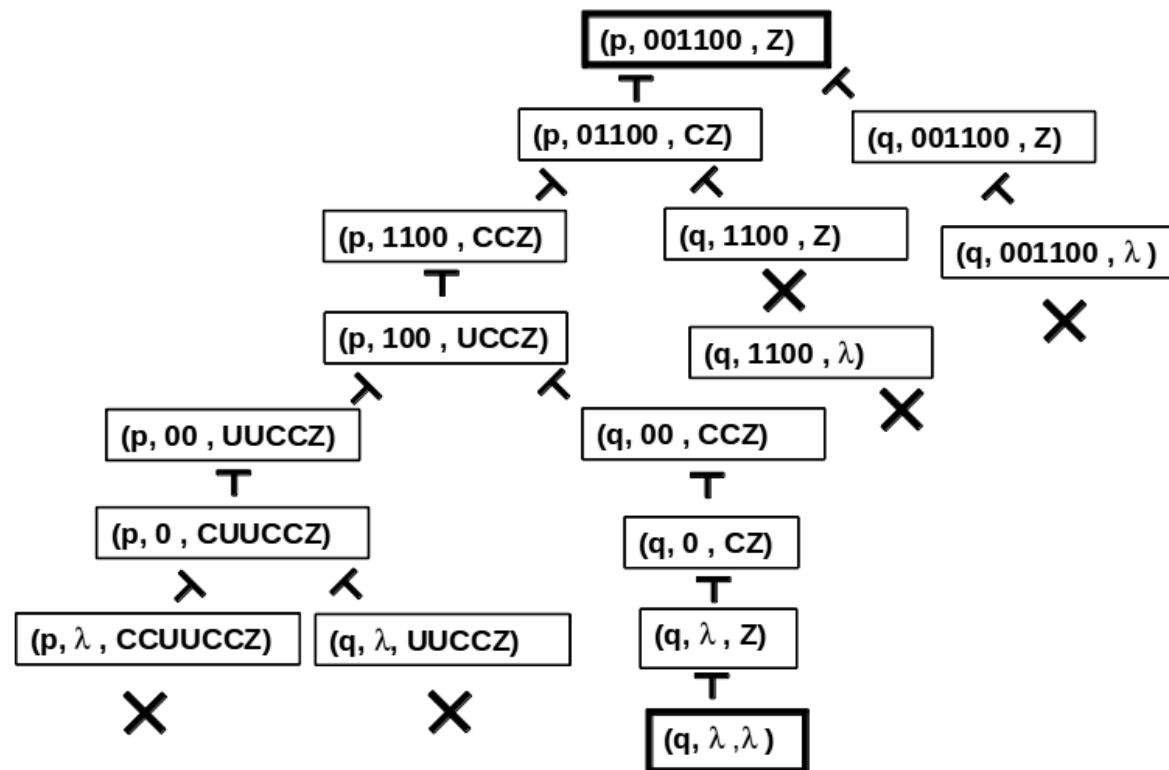 (p, 001100 , Z)
(p, 01100 , CZ)
(q, 001100 , Z)
(p, 1100 , CCZ)
(q, 1100 , Z)
(q, 001100 , λ )
(p, 100 , UCCZ)
(q, 1100 , λ)
(p, 00 , UUCCZ)
(q, 00 , CCZ)
(p, 0 , CUUCCZ)
(q, 0 , CZ)
(p, λ , CCUUCCZ)
(q, λ, UUCCZ)
(q, λ , Z)
(q, λ ,λ )